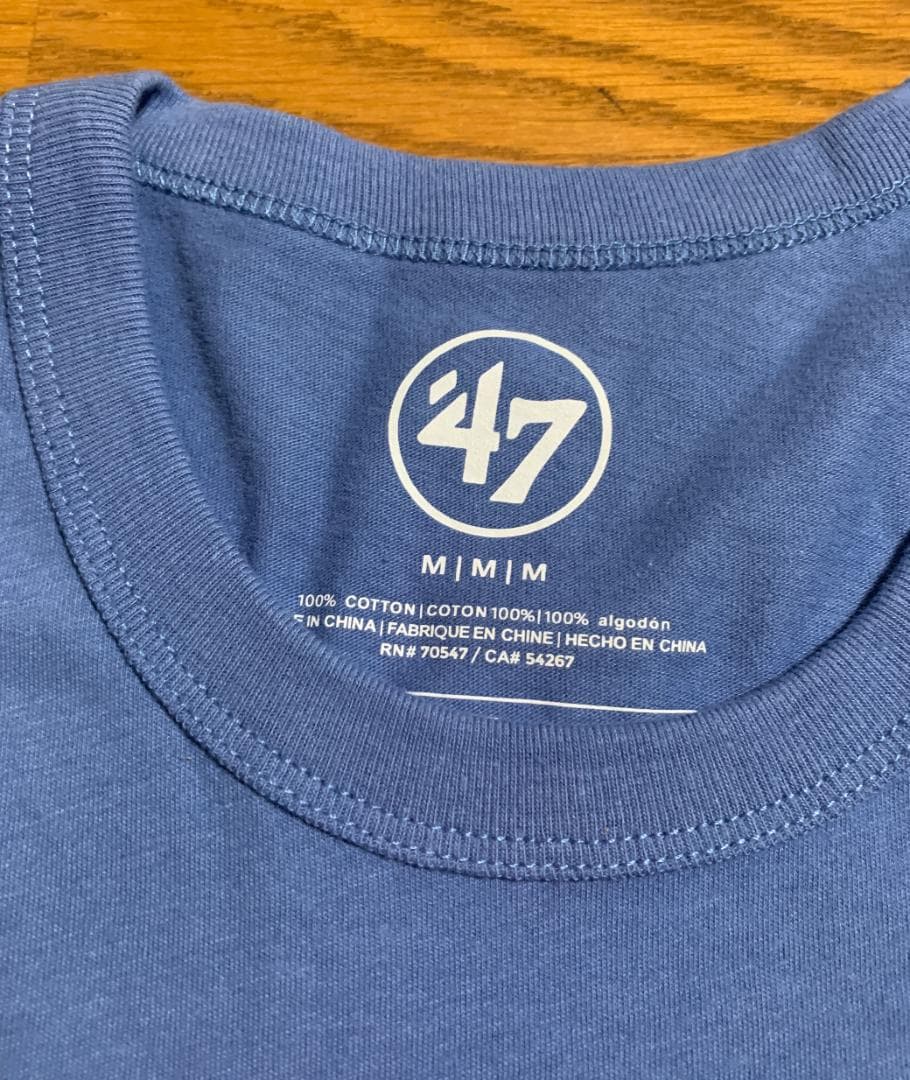 '47
M | M | M
100% COTTON | COTON 100% | 100% algodón
E IN CHINA | FABRIQUE EN CHINE | HECHO EN CHINA
RN# 70547 / CA# 54267